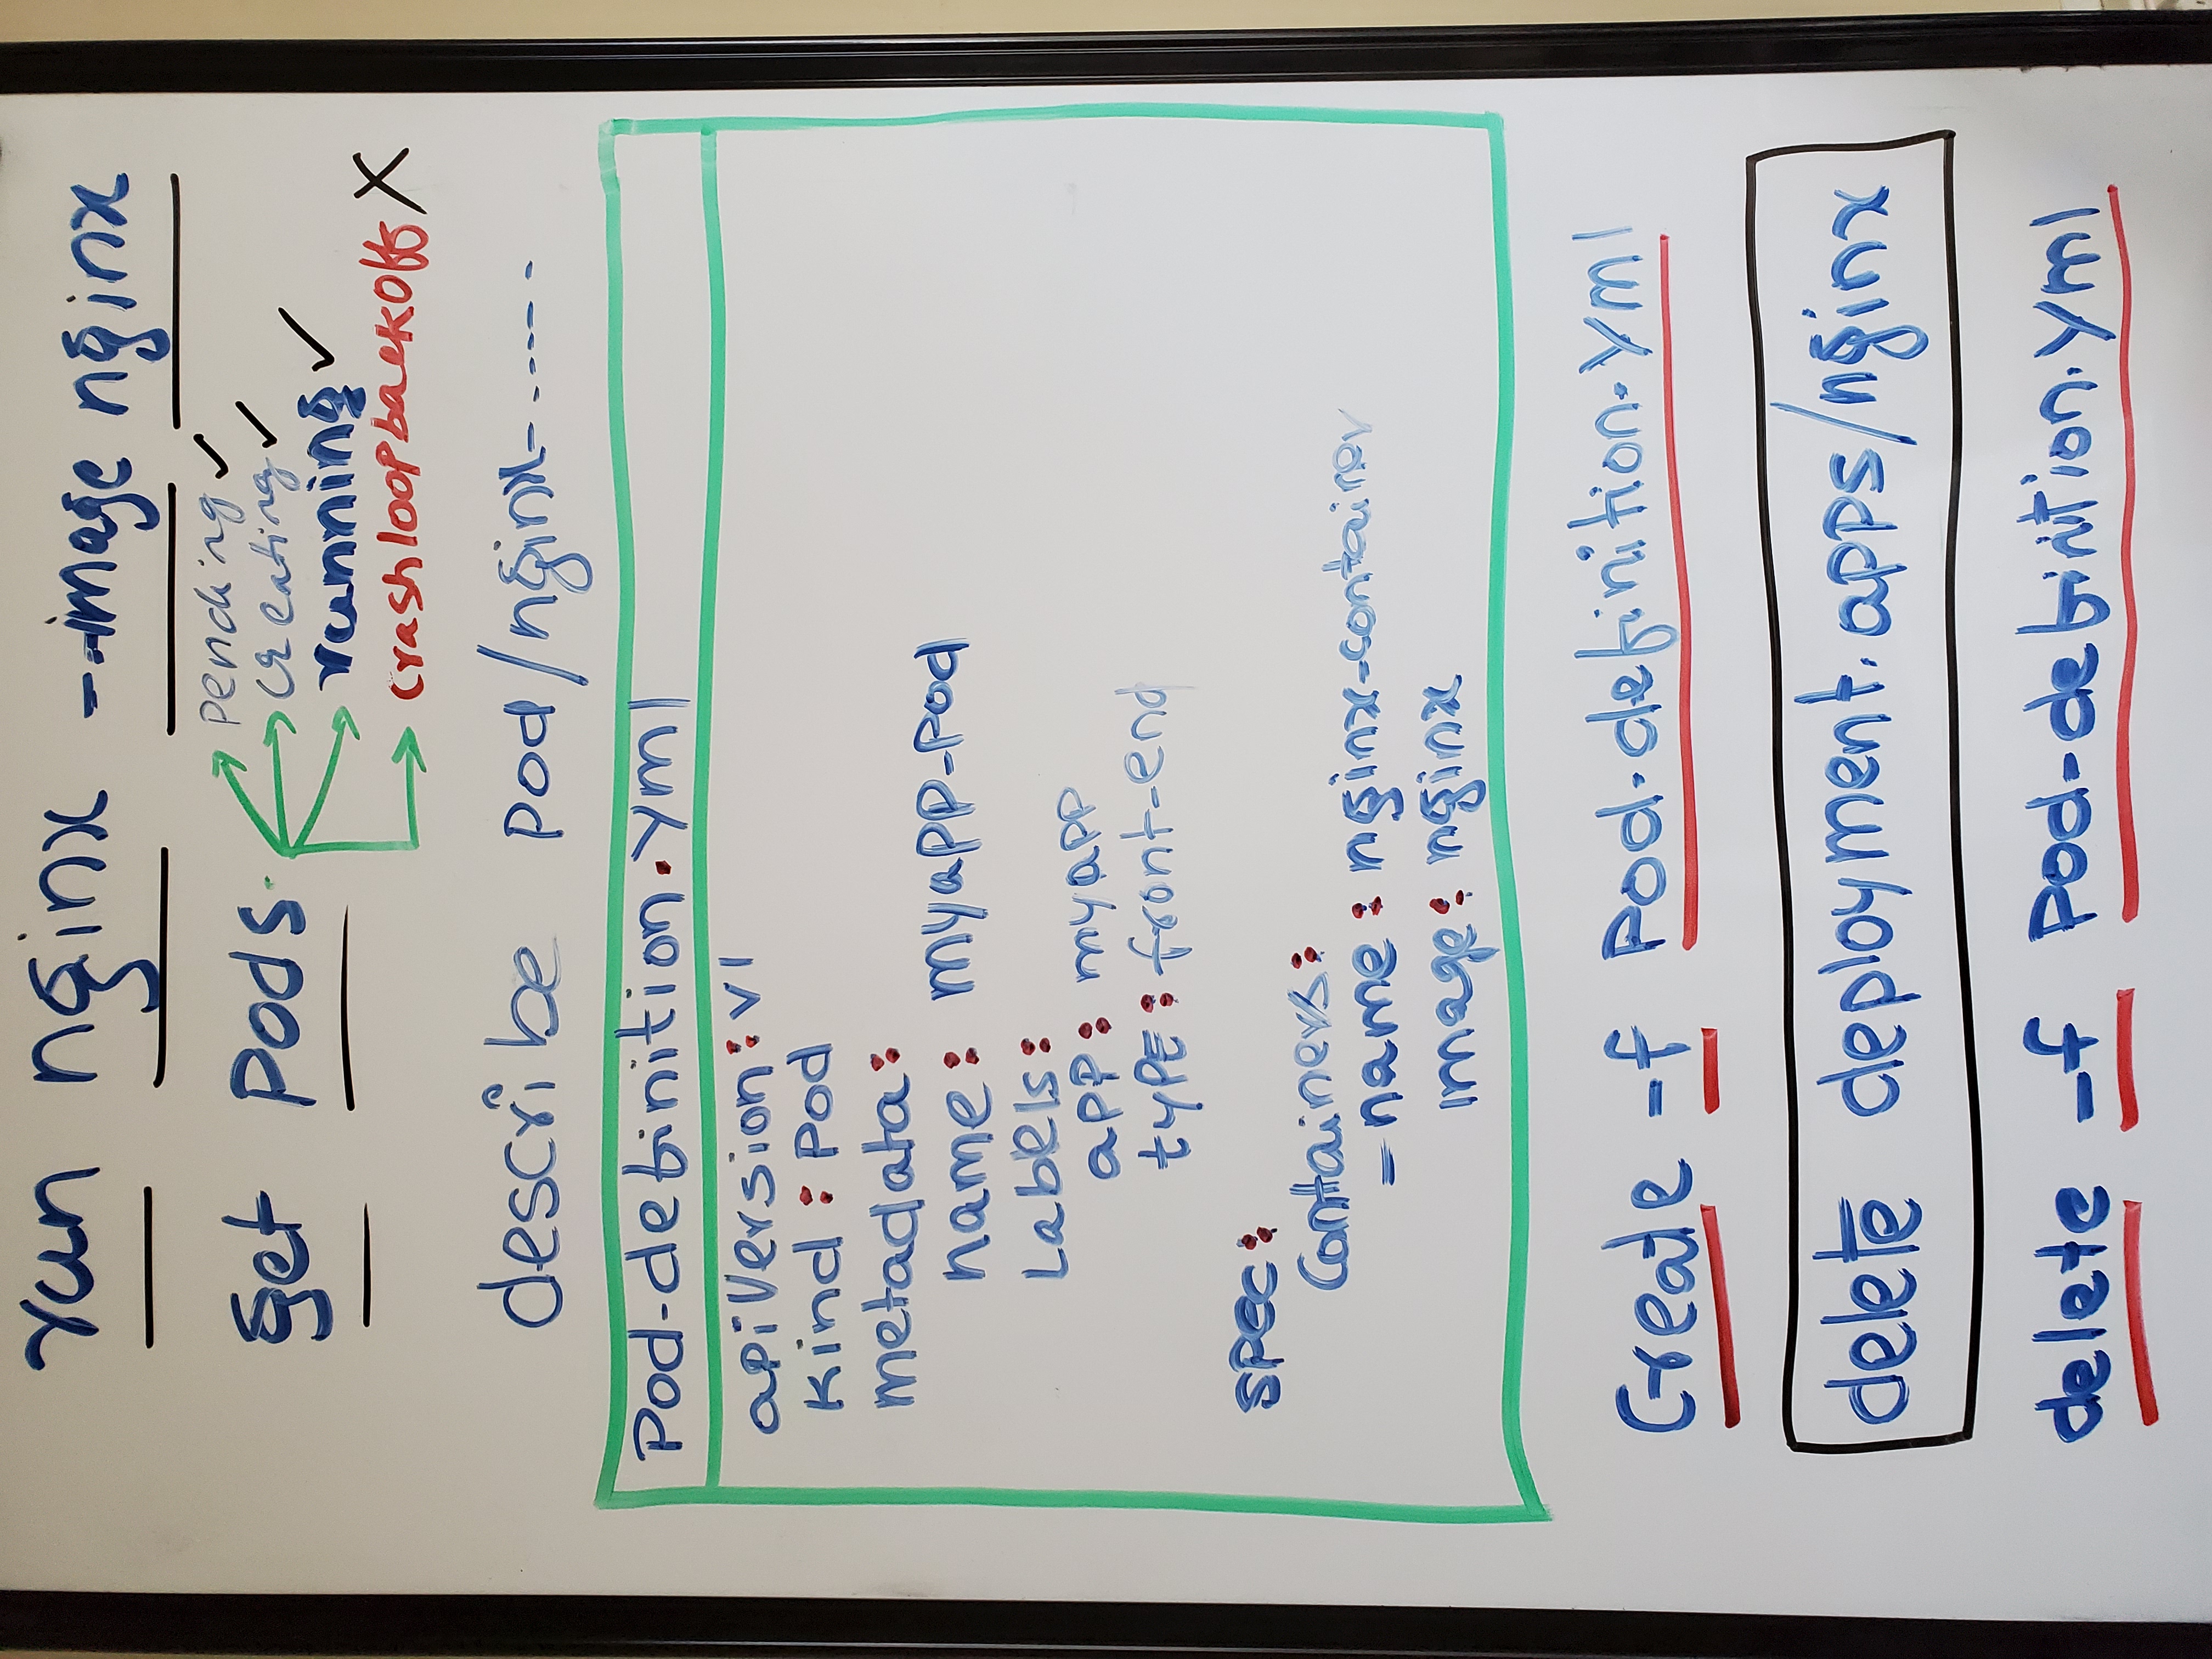 run nginx --image nginx
get pods
pending ✓
creating ✓
running ✓
crashloopbackoff X
describe pod/nginx-.-----
Pod-definition.yml
apiVersion: v1
kind: Pod
metadata:
name: myapp-pod
Labels:
app: myapp
type: front-end
spec:
Containers:
- name: nginx-container
image: nginx
Create -f Pod-definition.yml
delete deployment.apps/nginx
delete -f Pod-definition.yml